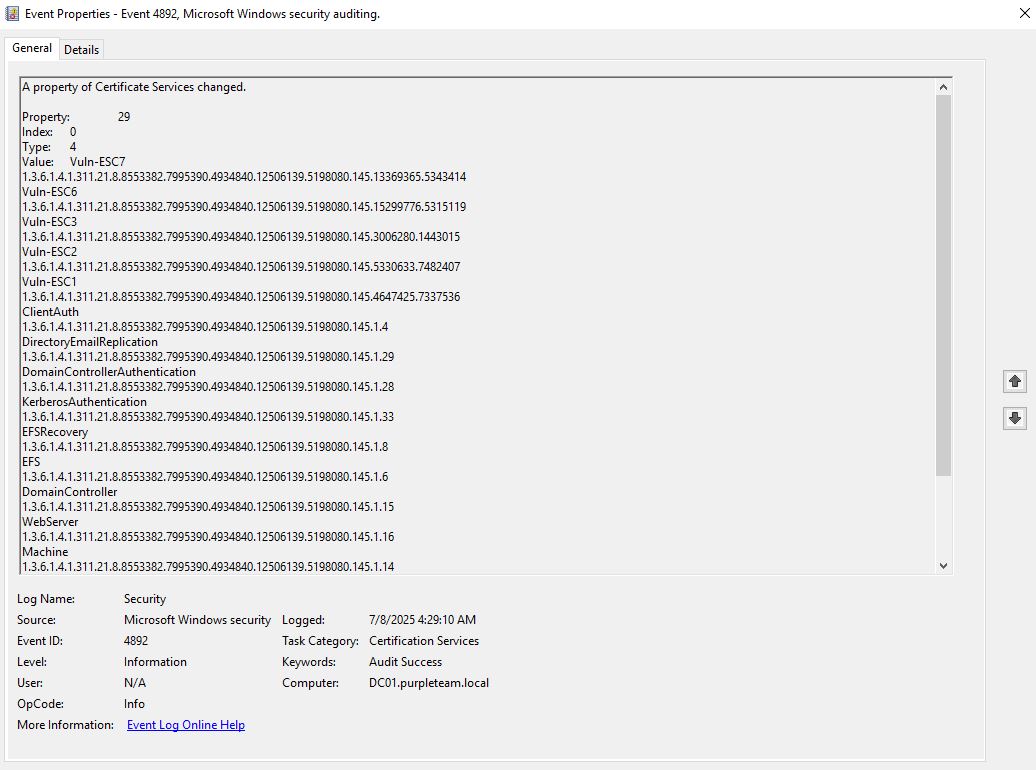 Event Properties - Event 4892, Microsoft Windows security auditing.
General Details
A property of Certificate Services changed.
Property: 29
Index: 0
Type: 4
Value: Vuln-ESC7
1.3.6.1.4.1.311.21.8.8553382.7995390.4934840.12506139.5198080.145.13369365.5343414
Vuln-ESC6
1.3.6.1.4.1.311.21.8.8553382.7995390.4934840.12506139.5198080.145.15299776.5315119
Vuln-ESC3
1.3.6.1.4.1.311.21.8.8553382.7995390.4934840.12506139.5198080.145.3006280.1443015
Vuln-ESC2
1.3.6.1.4.1.311.21.8.8553382.7995390.4934840.12506139.5198080.145.5330633.7482407
Vuln-ESC1
1.3.6.1.4.1.311.21.8.8553382.7995390.4934840.12506139.5198080.145.4647425.7337536
ClientAuth
1.3.6.1.4.1.311.21.8.8553382.7995390.4934840.12506139.5198080.145.1.4
DirectoryEmailReplication
1.3.6.1.4.1.311.21.8.8553382.7995390.4934840.12506139.5198080.145.1.29
DomainControllerAuthentication
1.3.6.1.4.1.311.21.8.8553382.7995390.4934840.12506139.5198080.145.1.28
KerberosAuthentication
1.3.6.1.4.1.311.21.8.8553382.7995390.4934840.12506139.5198080.145.1.33
EFSRecovery
1.3.6.1.4.1.311.21.8.8553382.7995390.4934840.12506139.5198080.145.1.8
EFS
1.3.6.1.4.1.311.21.8.8553382.7995390.4934840.12506139.5198080.145.1.6
DomainController
1.3.6.1.4.1.311.21.8.8553382.7995390.4934840.12506139.5198080.145.1.15
WebServer
1.3.6.1.4.1.311.21.8.8553382.7995390.4934840.12506139.5198080.145.1.16
Machine
1.3.6.1.4.1.311.21.8.8553382.7995390.4934840.12506139.5198080.145.1.14
Log Name: Security
Source: Microsoft Windows security Logged: 7/8/2025 4:29:10 AM
Event ID: 4892 Task Category: Certification Services
Level: Information Keywords: Audit Success
User: N/A Computer: DC01.purpleteam.local
OpCode: Info
More Information: Event Log Online Help